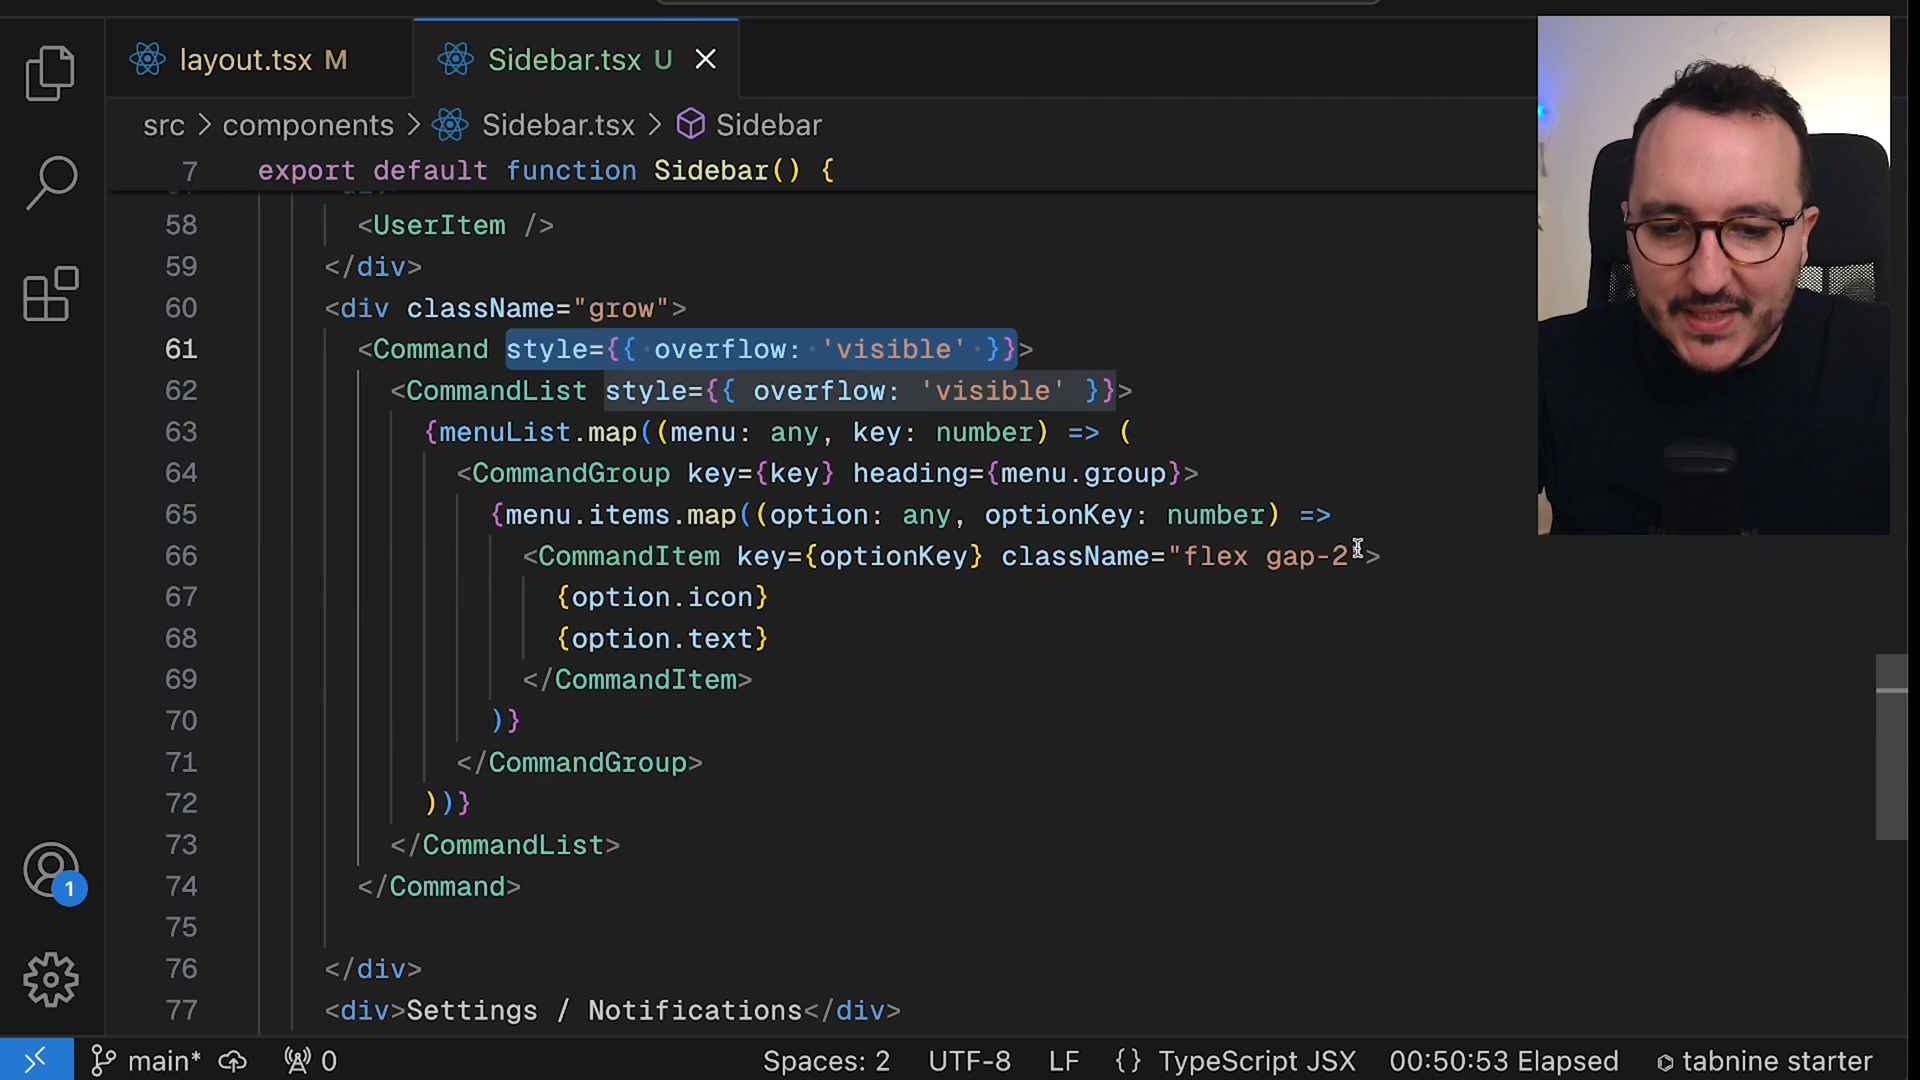 layout.tsx M
Sidebar.tsx U
src > components > Sidebar.tsx > Sidebar
7 export default function Sidebar() {
58 <UserItem />
59 </div>
60 <div className="grow">
61 <Command style={{ overflow: 'visible' }}>
62 <CommandList style={{ overflow: 'visible' }}>
63 {menuList.map((menu: any, key: number) => (
64 <CommandGroup key={key} heading={menu.group}>
65 {menu.items.map((option: any, optionKey: number) =>
66 <CommandItem key={optionKey} className="flex gap-2">
67 {option.icon}
68 {option.text}
69 </CommandItem>
70 )}
71 </CommandGroup>
72 ))}
73 </CommandList>
74 </Command>
75
76 </div>
77 <div>Settings / Notifications</div>
1
main* 0 Spaces: 2 UTF-8 LF {} TypeScript JSX 00:50:53 Elapsed tabnine starter